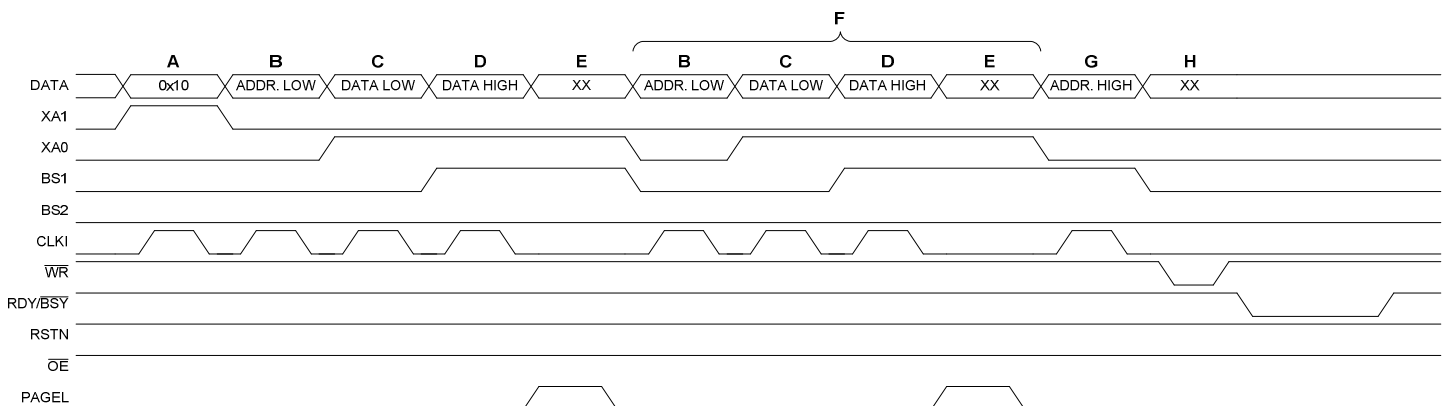 F
A B C D E B C D E G H
DATA 0x10 ADDR. LOW DATA LOW DATA HIGH XX ADDR. LOW DATA LOW DATA HIGH XX ADDR. HIGH XX
XA1
XA0
BS1
BS2
CLKI
WR
RDY/BSY
RSTN
OE
PAGEL